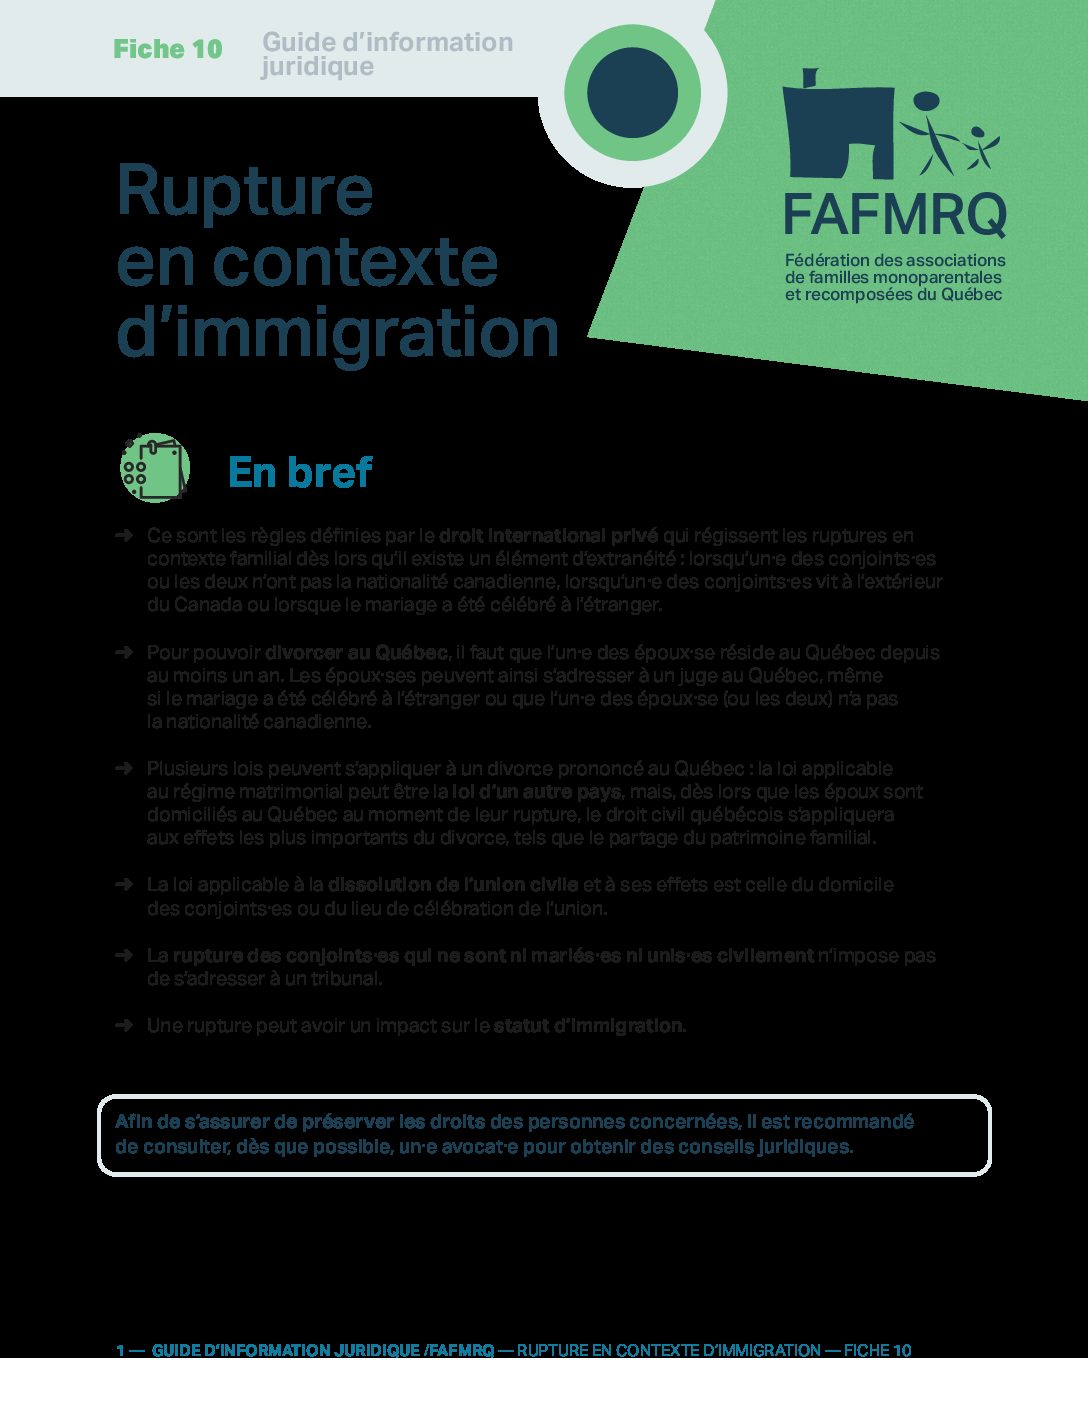 Fiche 10
Guide d’information
juridique
FAFMRQ
Fédération des associations
de familles monoparentales
et recomposées du Québec
Rupture
en contexte
d’immigration
En bref
➜ Ce sont les règles définies par le droit international privé qui régissent les ruptures en
contexte familial dès lors qu’il existe un élément d’extranéité : lorsqu’un·e des conjoints·es
ou les deux n’ont pas la nationalité canadienne, lorsqu’un·e des conjoints·es vit à l’extérieur
du Canada ou lorsque le mariage a été célébré à l’étranger.
➜ Pour pouvoir divorcer au Québec, il faut que l’un·e des époux·se réside au Québec depuis
au moins un an. Les époux·ses peuvent ainsi s’adresser à un juge au Québec, même
si le mariage a été célébré à l’étranger ou que l’un·e des époux·se (ou les deux) n’a pas
la nationalité canadienne.
➜ Plusieurs lois peuvent s’appliquer à un divorce prononcé au Québec : la loi applicable
au régime matrimonial peut être la loi d’un autre pays, mais, dès lors que les époux sont
domiciliés au Québec au moment de leur rupture, le droit civil québécois s’appliquera
aux effets les plus importants du divorce, tels que le partage du patrimoine familial.
➜ La loi applicable à la dissolution de l’union civile et à ses effets est celle du domicile
des conjoints·es ou du lieu de célébration de l’union.
➜ La rupture des conjoints·es qui ne sont ni mariés·es ni unis·es civilement n’impose pas
de s’adresser à un tribunal.
➜ Une rupture peut avoir un impact sur le statut d’immigration.
Afin de s’assurer de préserver les droits des personnes concernées, il est recommandé
de consulter, dès que possible, un·e avocat·e pour obtenir des conseils juridiques.
1 — GUIDE D’INFORMATION JURIDIQUE /FAFMRQ — RUPTURE EN CONTEXTE D’IMMIGRATION — FICHE 10